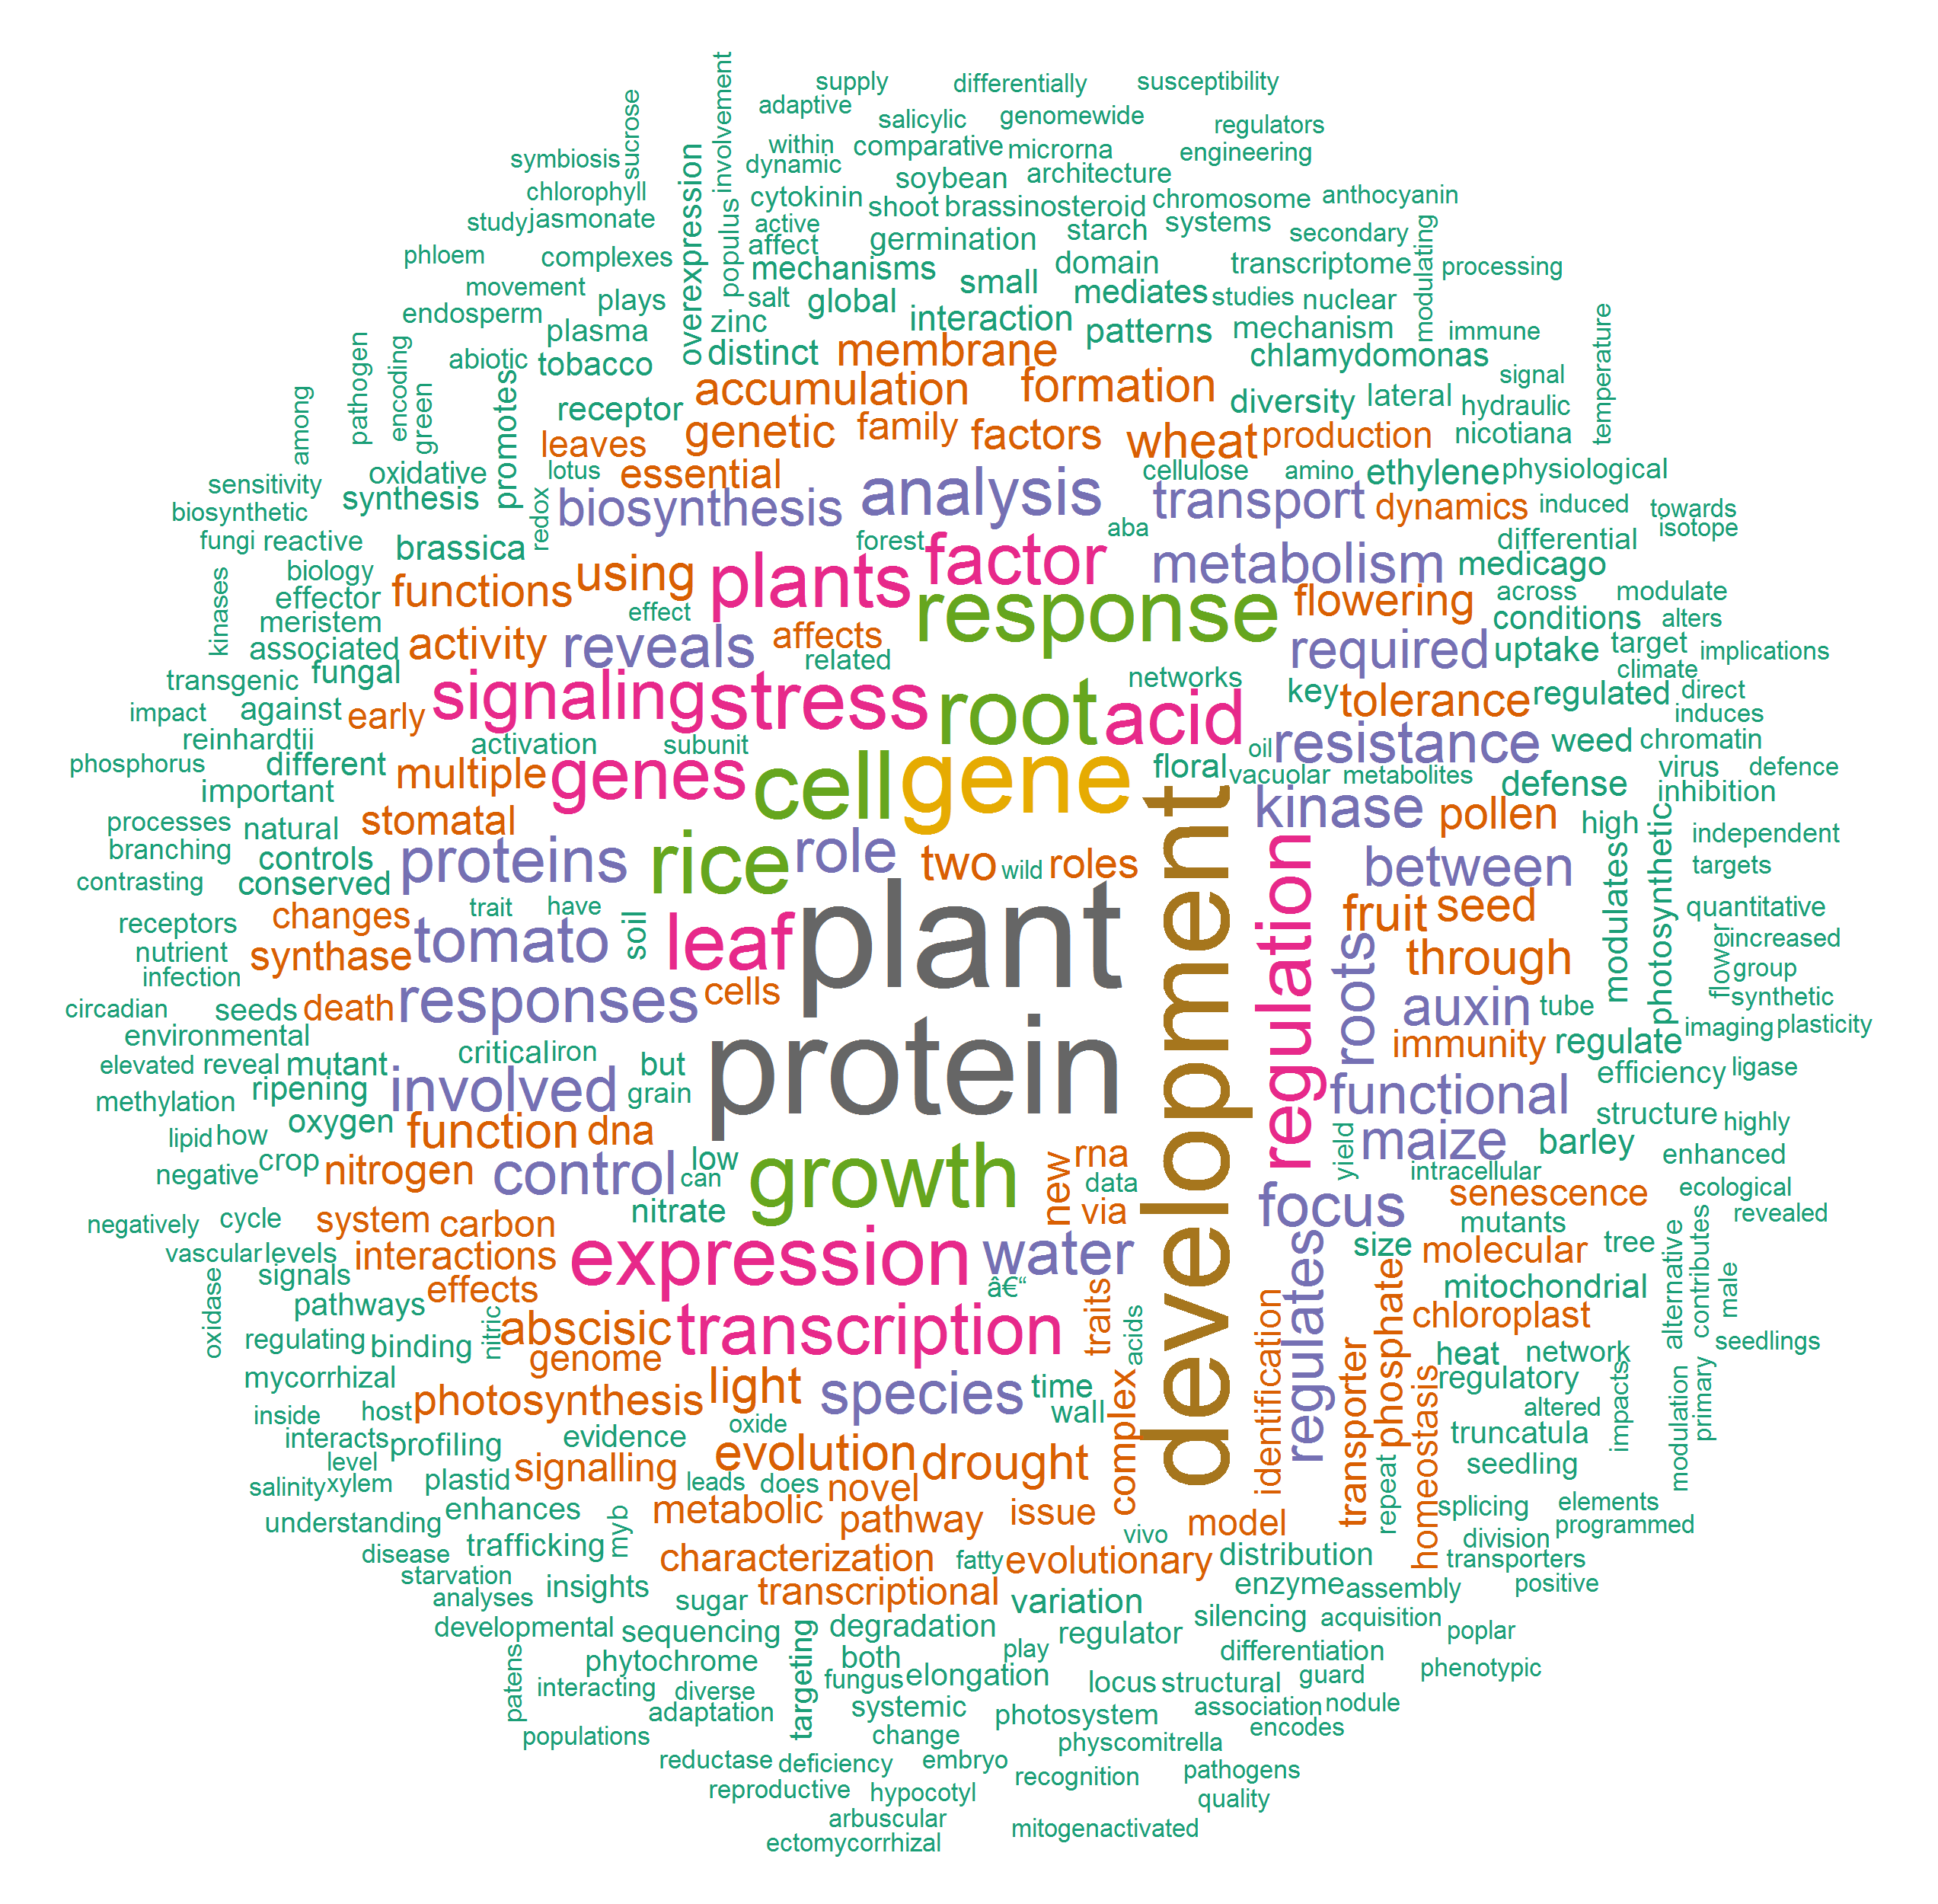 supply differentially susceptibility
adaptive salicylic genomewide regulators
involvement
sucrose
symbiosis within comparative microrna engineering
overexpression
chlorophyll dynamic soybean architecture
study jasmonate cytokinin shoot brassinosteroid chromosome anthocyanin
populus active starch systems secondary
phloem complexes affect germination modulating
movement mechanisms small domain transcriptome processing
endosperm plays salt global mediates studies nuclear
plasma zinc interaction patterns mechanism immune
temperature
pathogen encoding abiotic tobacco distinct membrane chlamydomonas
among green promotes accumulation formation signal
receptor diversity lateral hydraulic
leaves genetic family factors wheat production nicotiana
sensitivity oxidative lotus essential cellulose amino ethylene physiological
biosynthetic synthesis redox biosynthesis analysis transport dynamics induced towards
fungi reactive brassica forest aba differential isotope
kinases biology functions using plants factor metabolism medicago
effector effect response flowering across modulate
meristem conditions alters
associated activity reveals affects required uptake target implications
transgenic fungal related networks climate
impact against early signaling stress root acid key tolerance regulated direct
reinhardtii activation subunit oil resistance weed induces
chromatin
phosphorus different multiple genes cell gene floral vacuolar metabolites defense virus defence
important development kinase inhibition
processes natural stomatal pollen high photosynthetic independent
branching controls proteins rice role two wild roles regulation between modulates targets
contrasting conserved
receptors changes trait have soil leaf plant fruit seed quantitative
nutrient synthase tomato roots through flower increased
infection group
circadian seeds death responses cells auxin tube synthetic
environmental protein immunity regulate imaging plasticity
elevated reveal mutant critical iron but
methylation ripening involved grain functional efficiency ligase
lipid how oxygen function dna structure highly
negative crop nitrogen control low can growth new rna data yield maize barley enhanced
intracellular
negatively cycle system carbon nitrate via focus senescence ecological
mutants revealed
vascular levels interactions expression water regulates size molecular tree alternative contributes
signals effects â€“ phosphate mitochondrial male
oxidase pathways nitric abscisic transcription traits acids identification transporter chloroplast
regulating binding genome heat network seedlings
mycorrhizal photosynthesis light species time homeostasis regulatory impacts modulation primary
inside host oxide wall complex altered
interacts profiling evidence truncatula
level signalling evolution drought repeat seedling
salinity xylem plastid leads does novel
enhances metabolic pathway issue model splicing elements
understanding myb vivo division programmed
disease trafficking characterization fatty evolutionary distribution transporters
starvation insights transcriptional enzyme assembly positive
analyses sugar variation
developmental sequencing degradation regulator silencing acquisition poplar
patens phytochrome targeting both play differentiation
interacting diverse fungus elongation locus structural guard phenotypic
adaptation systemic association nodule
populations change photosystem encodes
reductase deficiency embryo physcomitrella
reproductive hypocotyl recognition pathogens
arbuscular quality
ectomycorrhizal mitogenactivated